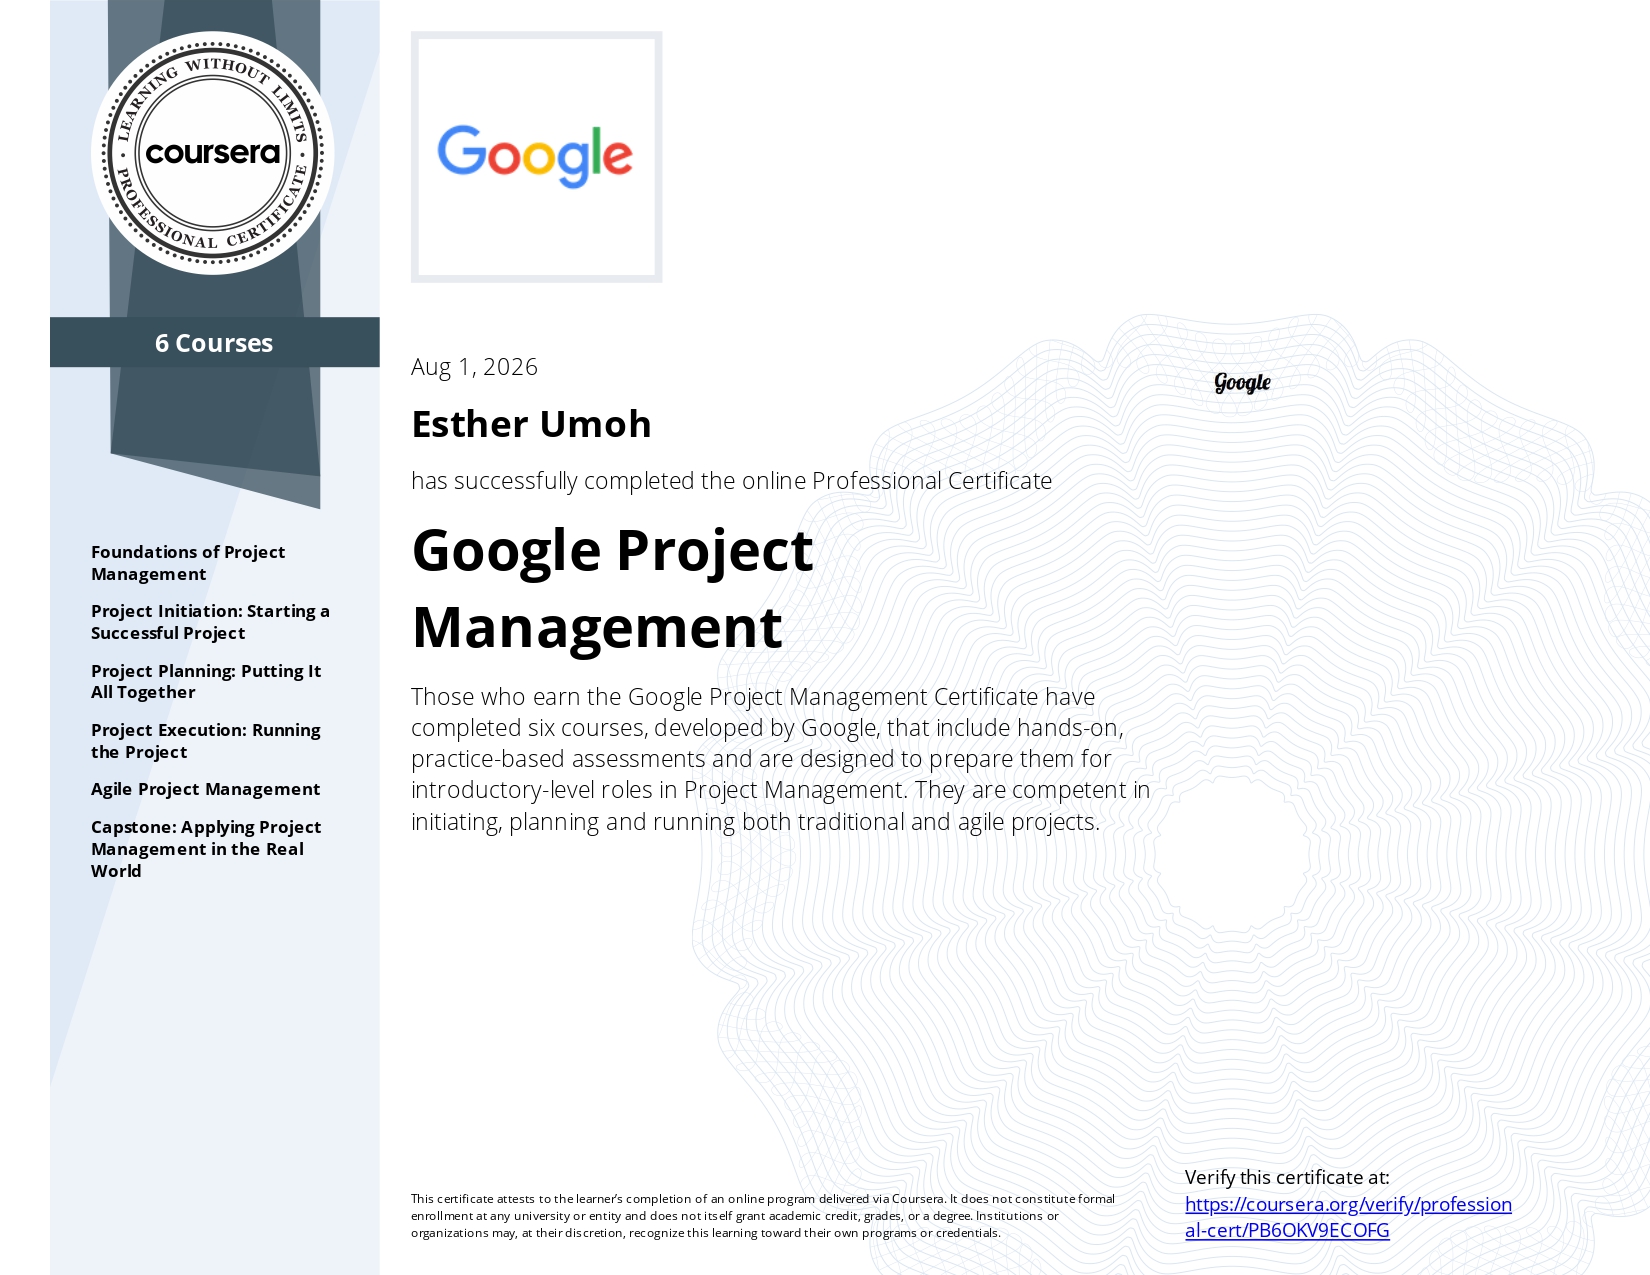 LEARNING WITHOUT LIMITS
coursera
PROFESSIONAL CERTIFICATE
6 Courses
Foundations of Project
Management
Project Initiation: Starting a
Successful Project
Project Planning: Putting It
All Together
Project Execution: Running
the Project
Agile Project Management
Capstone: Applying Project
Management in the Real
World
Google
Aug 1, 2026
Google
Esther Umoh
has successfully completed the online Professional Certificate
Google Project
Management
Those who earn the Google Project Management Certificate have
completed six courses, developed by Google, that include hands-on,
practice-based assessments and are designed to prepare them for
introductory-level roles in Project Management. They are competent in
initiating, planning and running both traditional and agile projects.
This certificate attests to the learner’s completion of an online program delivered via Coursera. It does not constitute formal
enrollment at any university or entity and does not itself grant academic credit, grades, or a degree. Institutions or
organizations may, at their discretion, recognize this learning toward their own programs or credentials.
Verify this certificate at:
https://coursera.org/verify/profession
al-cert/PB6OKV9ECOFG